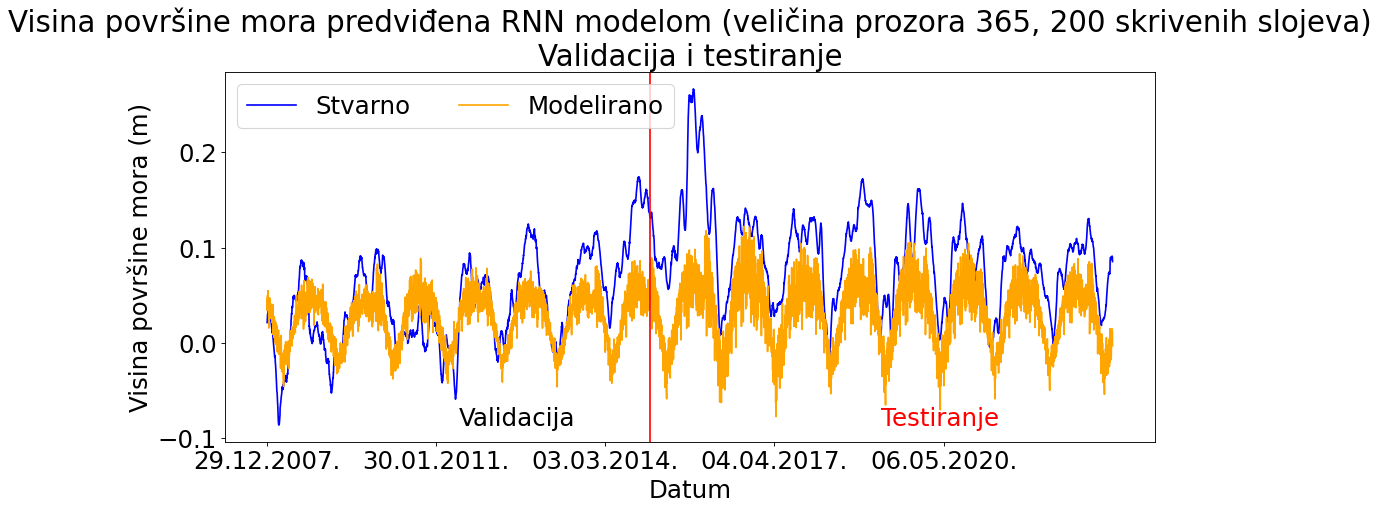 Visina površine mora predviđena RNN modelom (veličina prozora 365, 200 skrivenih slojeva)
Validacija i testiranje
Stvarno Modelirano
Visina površine mora (m)
0.2
0.1
0.0
−0.1
Validacija Testiranje
29.12.2007. 30.01.2011. 03.03.2014. 04.04.2017. 06.05.2020.
Datum